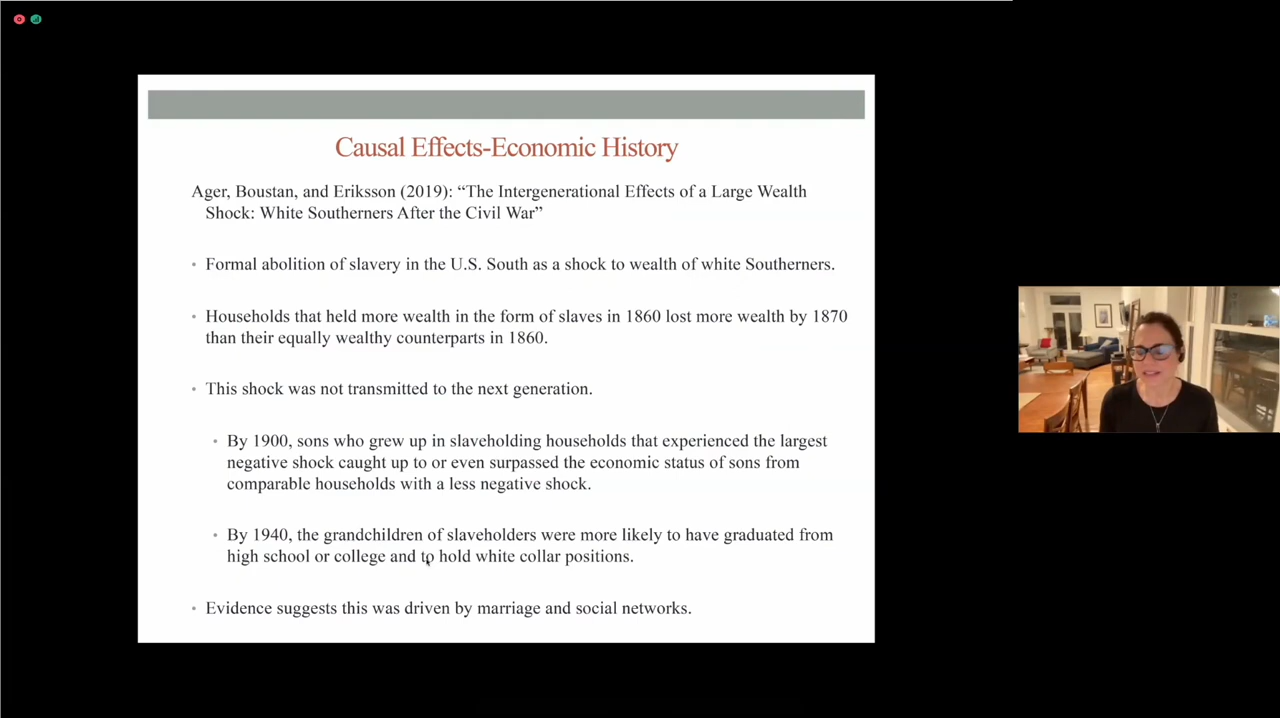 Causal Effects-Economic History
Ager, Boustan, and Eriksson (2019): “The Intergenerational Effects of a Large Wealth
Shock: White Southerners After the Civil War”
• Formal abolition of slavery in the U.S. South as a shock to wealth of white Southerners.
• Households that held more wealth in the form of slaves in 1860 lost more wealth by 1870
than their equally wealthy counterparts in 1860.
• This shock was not transmitted to the next generation.
• By 1900, sons who grew up in slaveholding households that experienced the largest
negative shock caught up to or even surpassed the economic status of sons from
comparable households with a less negative shock.
• By 1940, the grandchildren of slaveholders were more likely to have graduated from
high school or college and to hold white collar positions.
• Evidence suggests this was driven by marriage and social networks.